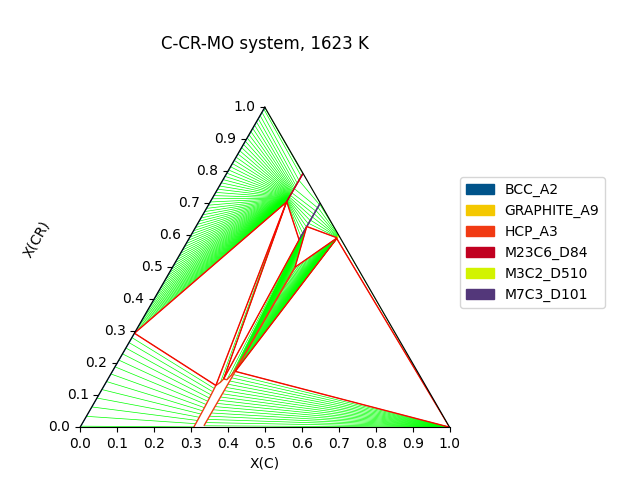 C-CR-MO system, 1623 K
1.0
0.9
0.8
0.7
0.6
0.5
0.4
0.3
0.2
0.1
0.0
X(CR)
0.0 0.1 0.2 0.3 0.4 0.5 0.6 0.7 0.8 0.9 1.0
X(C)
BCC_A2
GRAPHITE_A9
HCP_A3
M23C6_D84
M3C2_D510
M7C3_D101